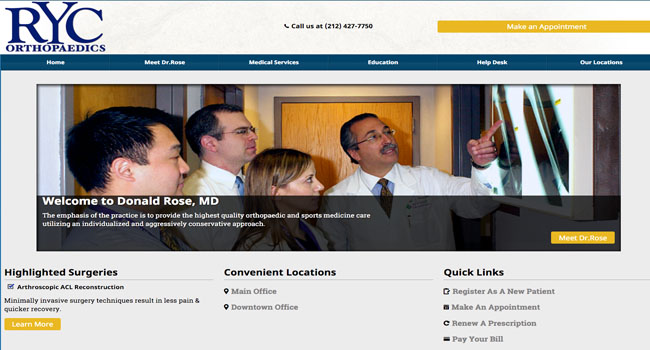 RYC
ORTHOPAEDICS
Call us at (212) 427-7750
Make an Appointment
Home
Meet Dr.Rose
Medical Services
Education
Help Desk
Our Locations
Welcome to Donald Rose, MD
The emphasis of the practice is to provide the highest quality orthopaedic and sports medicine care
utilizing an individualized and aggressively conservative approach.
Meet Dr.Rose
Highlighted Surgeries
Arthroscopic ACL Reconstruction
Minimally invasive surgery techniques result in less pain &
quicker recovery.
Learn More
Convenient Locations
Main Office
Downtown Office
Quick Links
Register As A New Patient
Make An Appointment
Renew A Prescription
Pay Your Bill